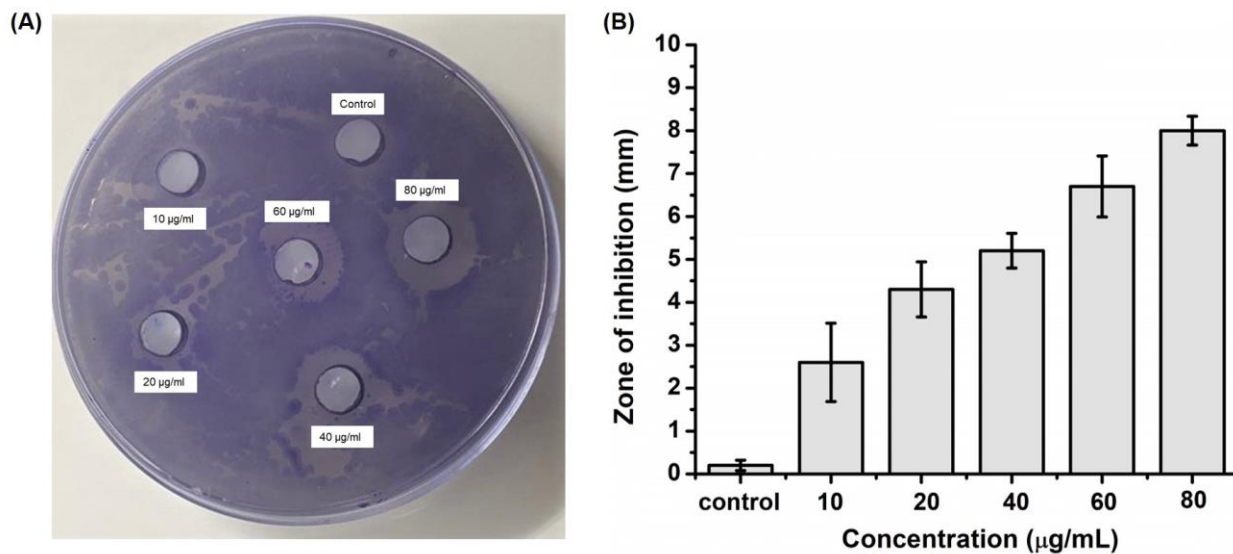 (A)
Control
10 µg/ml
80 µg/ml
60 µg/ml
20 µg/ml
40 µg/ml
(B)
Zone of inhibition (mm)
10
9
8
7
6
5
4
3
2
1
0
control 10 20 40 60 80
Concentration (µg/mL)